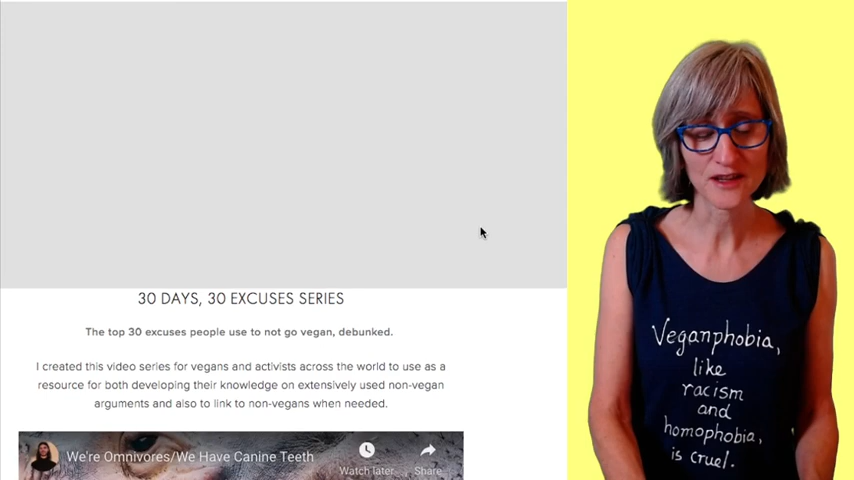 30 DAYS, 30 EXCUSES SERIES
The top 30 excuses people use to not go vegan, debunked.
I created this video series for vegans and activists across the world to use as a
resource for both developing their knowledge on extensively used non-vegan
arguments and also to link to non-vegans when needed.
We're Omnivores/We Have Canine Teeth
Watch later
Share
Veganphobia,
like
racism
and
homophobia,
is cruel.